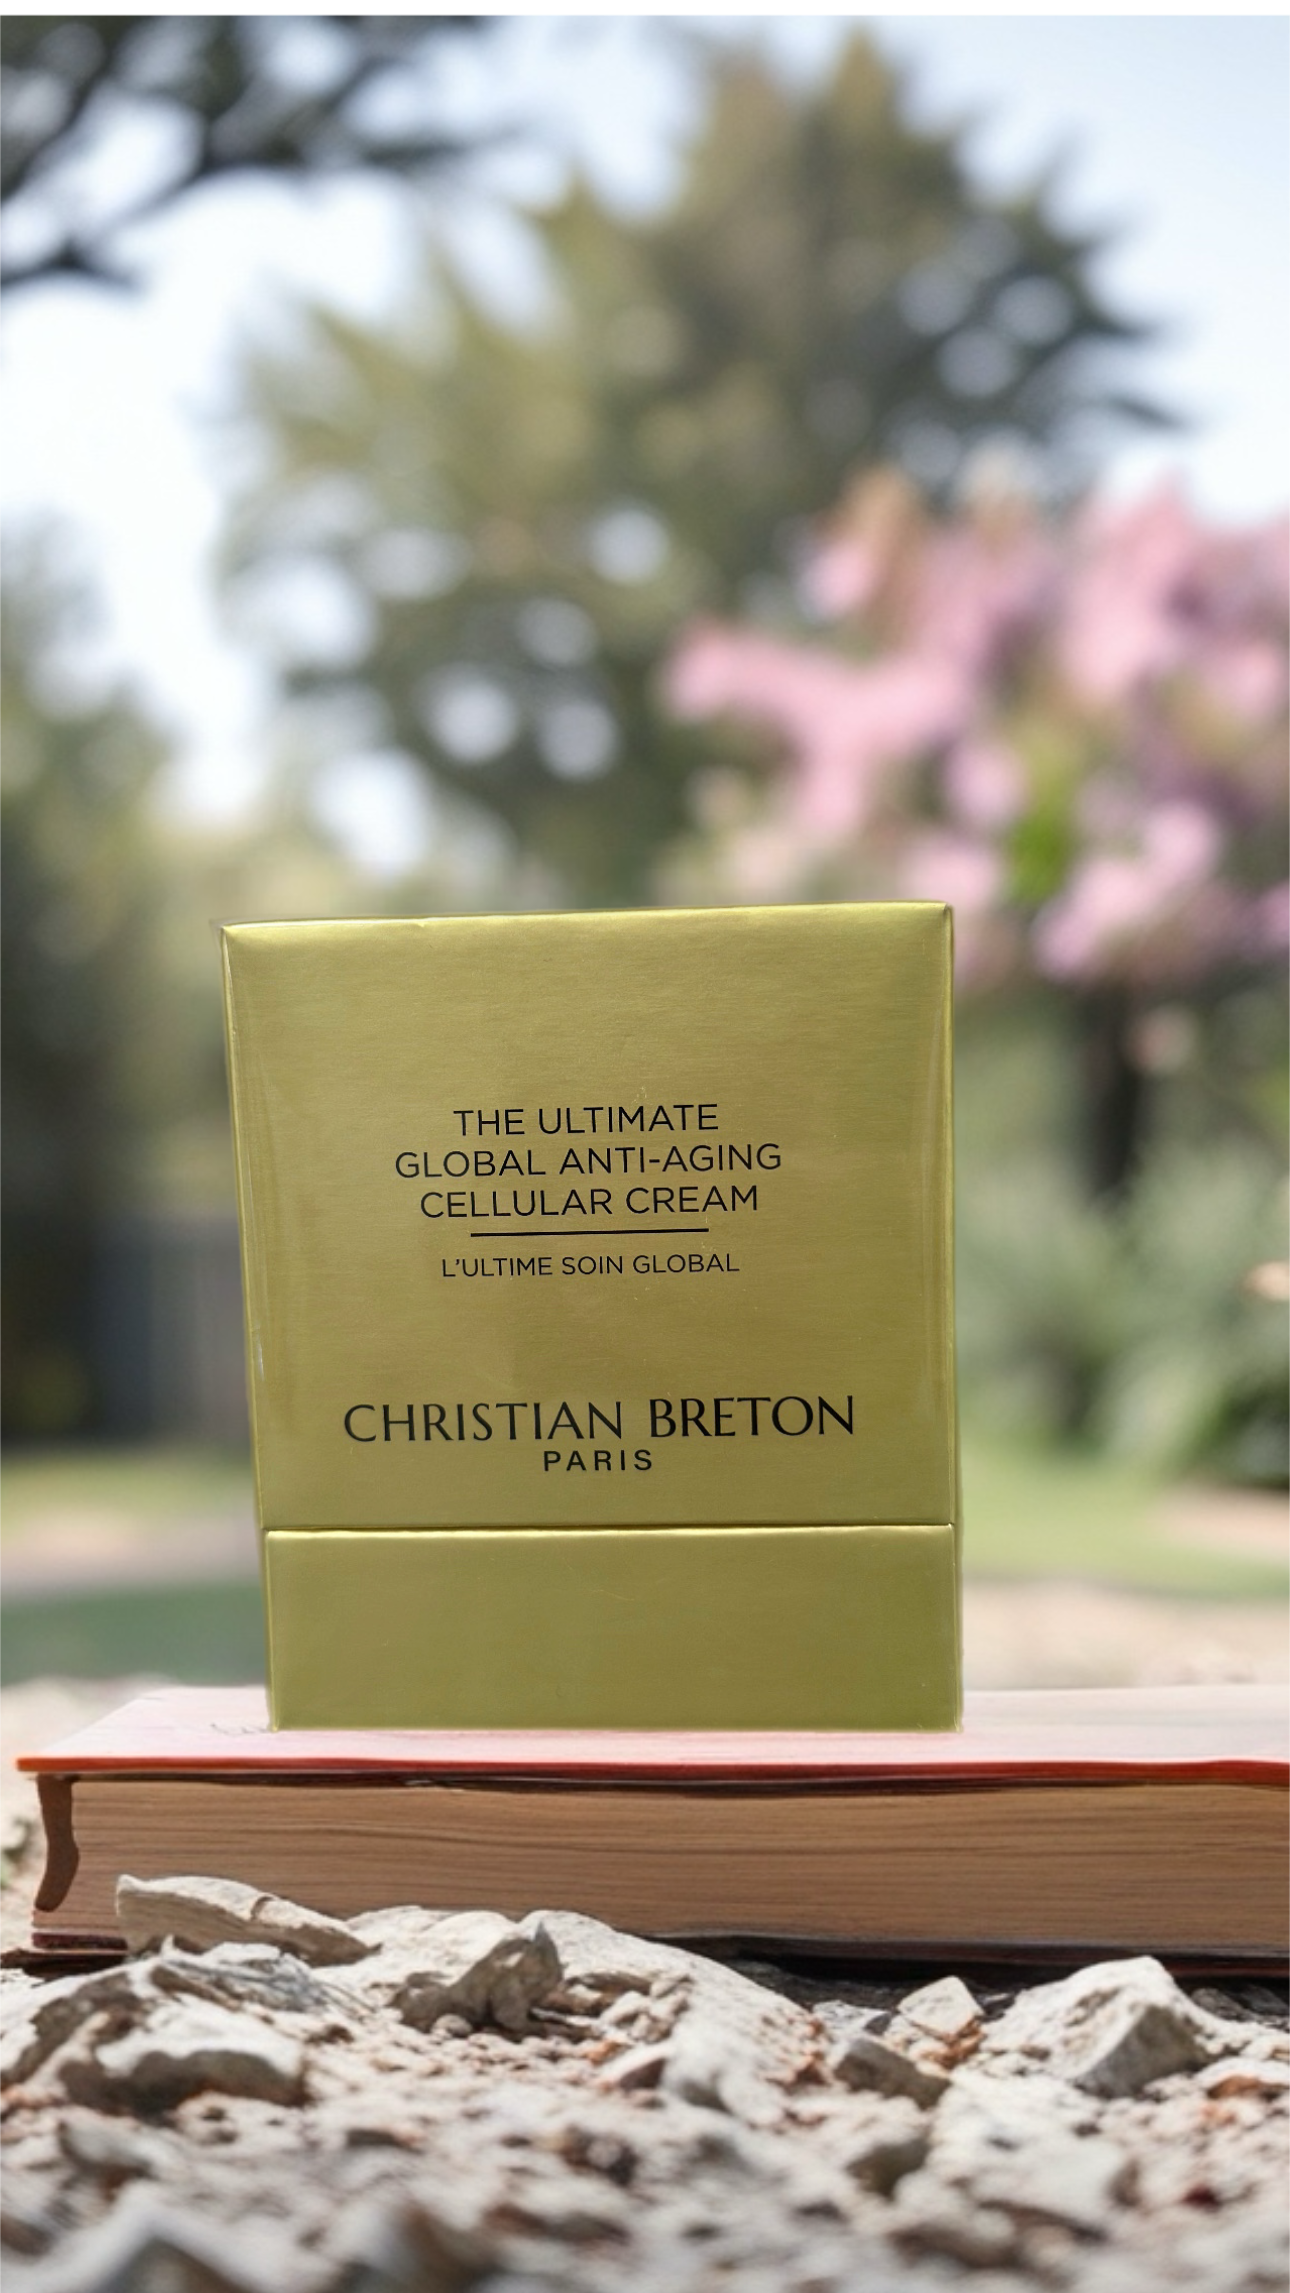 THE ULTIMATE
GLOBAL ANTI-AGING
CELLULAR CREAM
L'ULTIME SOIN GLOBAL
CHRISTIAN BRETON
PARIS